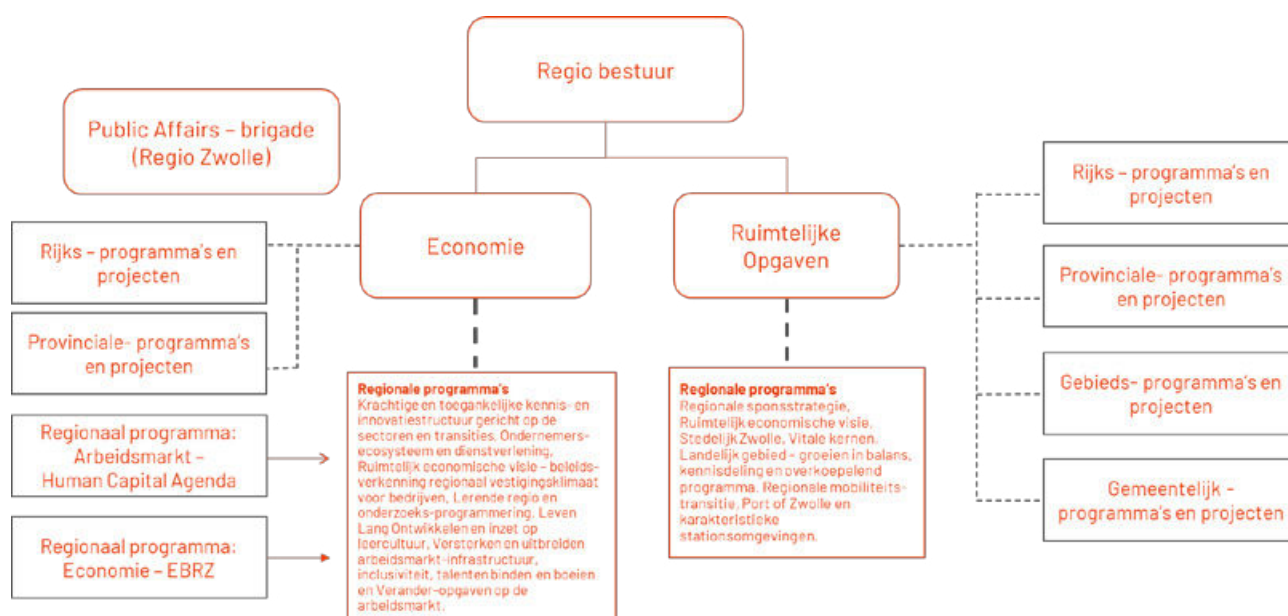 Regio bestuur
Public Affairs – brigade
(Regio Zwolle)
Economie
Ruimtelijke
Opgaven
Rijks – programma's en
projecten
Provinciale- programma's
en projecten
Regionaal programma:
Arbeidsmarkt –
Human Capital Agenda
Regionaal programma:
Economie – EBRZ
Regionale programma's
Krachtige en toegankelijke kennis- en
innovatiestructuur gericht op de
sectoren en transities, Ondernemers-
ecosysteem en dienstverlening,
Ruimtelijk economische visie – beleids-
verkenning regionaal vestigingsklimaat
voor bedrijven, Lerende regio en
onderzoeks-programmering, Leven
Lang Ontwikkelen en inzet op
leercultuur, Versterken en uitbreiden
arbeidsmarkt-infrastructuur,
inclusiviteit, talenten binden en boeien
en Verander-opgaven op de
arbeidsmarkt.
Regionale programma's
Regionale sponsstrategie,
Ruimtelijk economische visie,
Stedelijk Zwolle, Vitale kernen,
Landelijk gebied – groeien in balans,
kennisdeling en overkoepelend
programma, Regionale mobiliteits-
transitie, Port of Zwolle en
karakteristieke
stationsomgevingen.
Rijks – programma's en
projecten
Provinciale- programma's
en projecten
Gebieds- programma's en
projecten
Gemeentelijk –
programma's en projecten